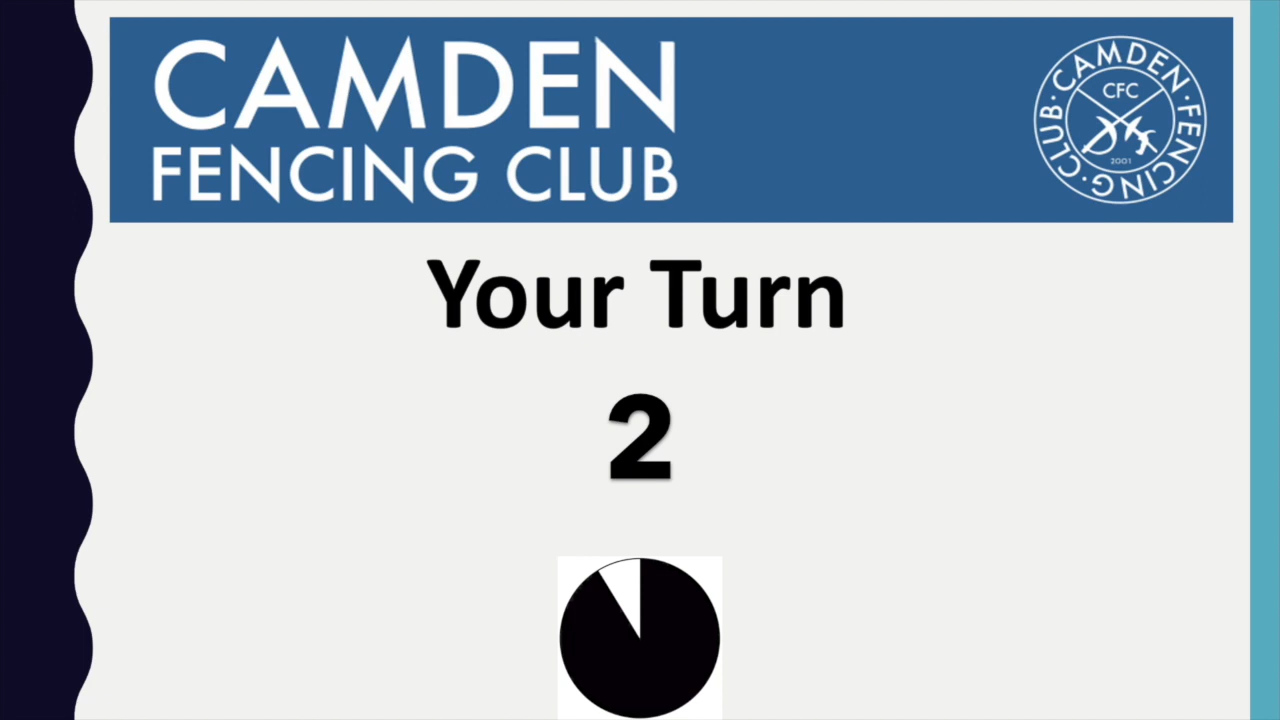 CAMDEN
FENCING CLUB
CAMDEN · FENCING · CLUB ·
CFC
2001
Your Turn
2